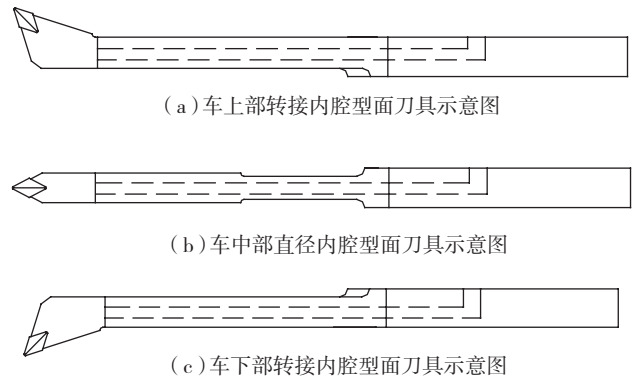 (a)车上部转接内腔型面刀具示意图
(b)车中部直径内腔型面刀具示意图
(c)车下部转接内腔型面刀具示意图